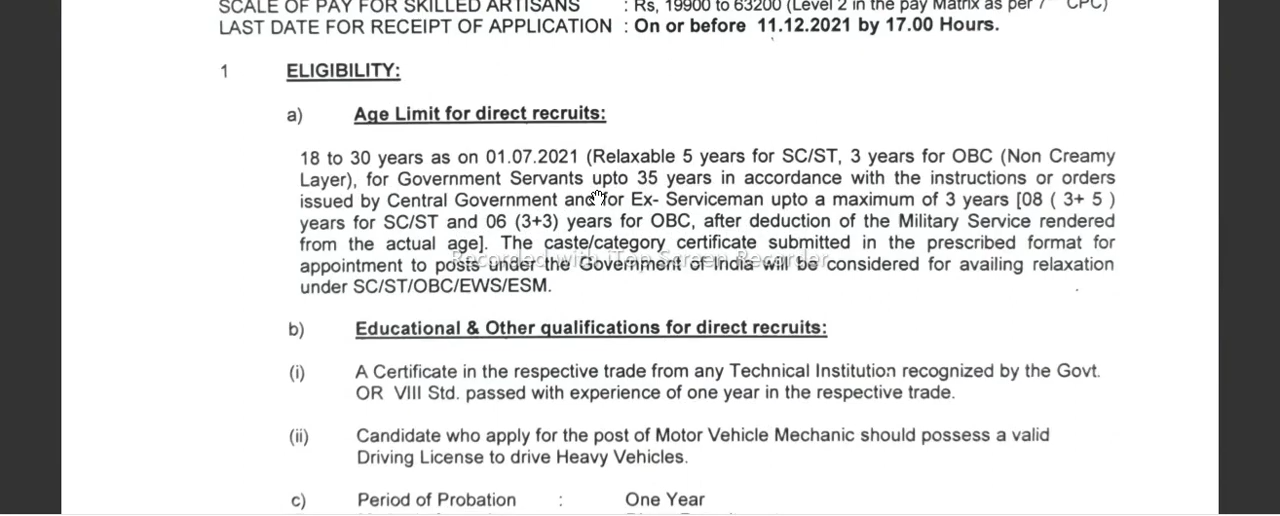 SCALE OF PAY FOR SKILLED ARTISANS : Rs, 19900 to 63200 (Level 2 in the pay Matrix as per 7th CPC)
LAST DATE FOR RECEIPT OF APPLICATION : On or before 11.12.2021 by 17.00 Hours.
1 ELIGIBILITY:
a) Age Limit for direct recruits:
18 to 30 years as on 01.07.2021 (Relaxable 5 years for SC/ST, 3 years for OBC (Non Creamy
Layer), for Government Servants upto 35 years in accordance with the instructions or orders
issued by Central Government and for Ex- Serviceman upto a maximum of 3 years [08 ( 3+ 5 )
years for SC/ST and 06 (3+3) years for OBC, after deduction of the Military Service rendered
from the actual age]. The caste/category certificate submitted in the prescribed format for
Recorded with iTop Screen Recorder
appointment to posts under the Government of India will be considered for availing relaxation
under SC/ST/OBC/EWS/ESM.
b) Educational & Other qualifications for direct recruits:
(i) A Certificate in the respective trade from any Technical Institution recognized by the Govt.
OR VIII Std. passed with experience of one year in the respective trade.
(ii) Candidate who apply for the post of Motor Vehicle Mechanic should possess a valid
Driving License to drive Heavy Vehicles.
c) Period of Probation : One Year